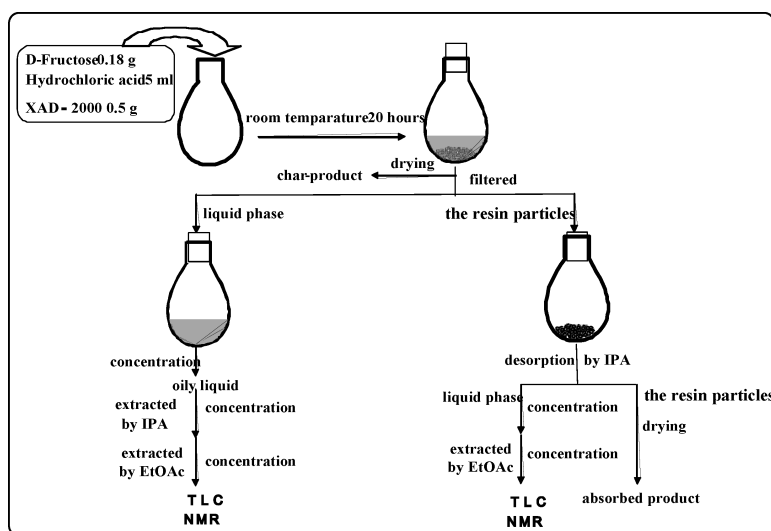 D-Fructose0.18 g
Hydrochloric acid5 ml
XAD- 2000 0.5 g
room temparature20 hours
drying
char-product
filtered
liquid phase
the resin particles
concentration
oily liquid
extracted
by IPA
concentration
extracted
by EtOAc
concentration
TLC
NMR
desorption by IPA
liquid phase
concentration
the resin particles
drying
extracted
by EtOAc
concentration
TLC
NMR
absorbed product